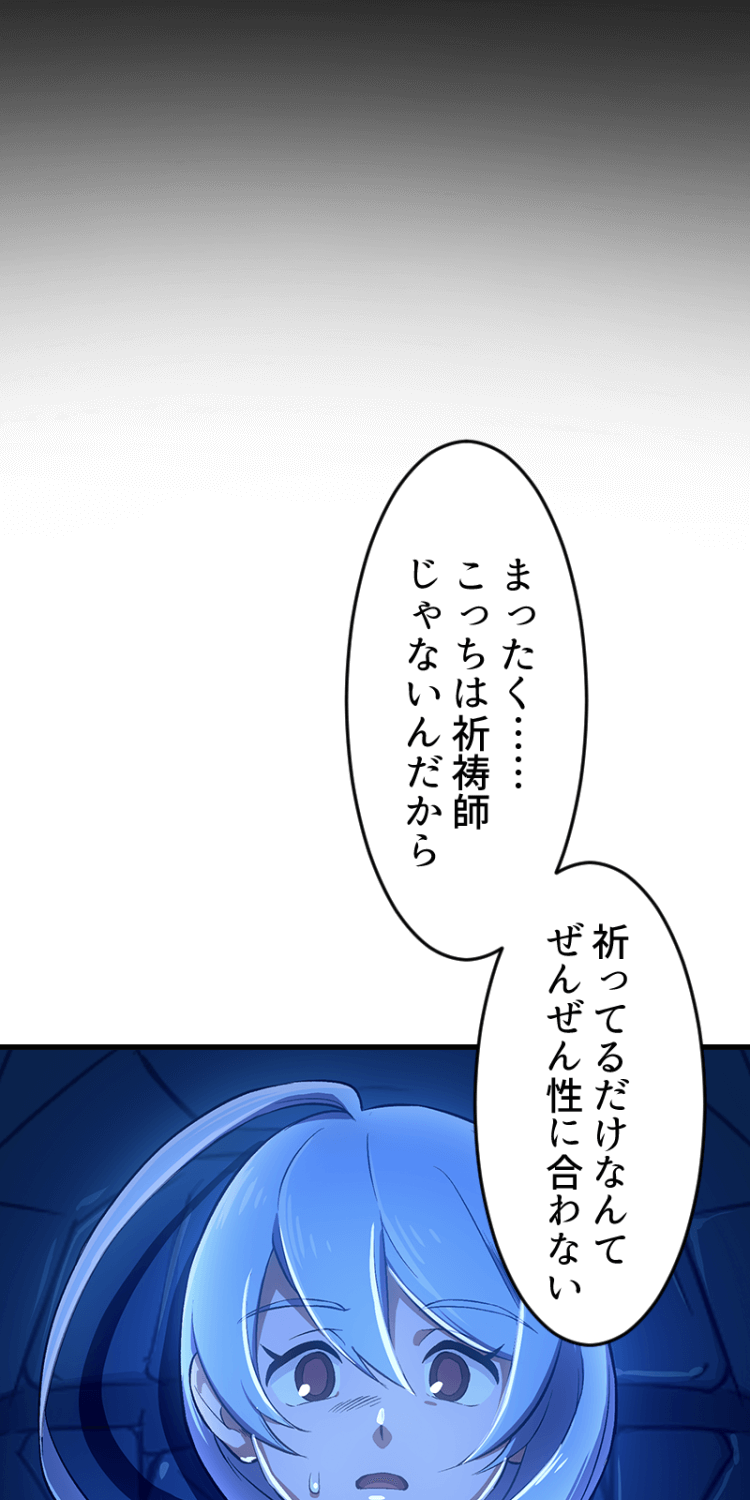 まったく……
こっちは祈祷師
じゃないんだから
祈ってるだけなんて
ぜんぜん性に合わない